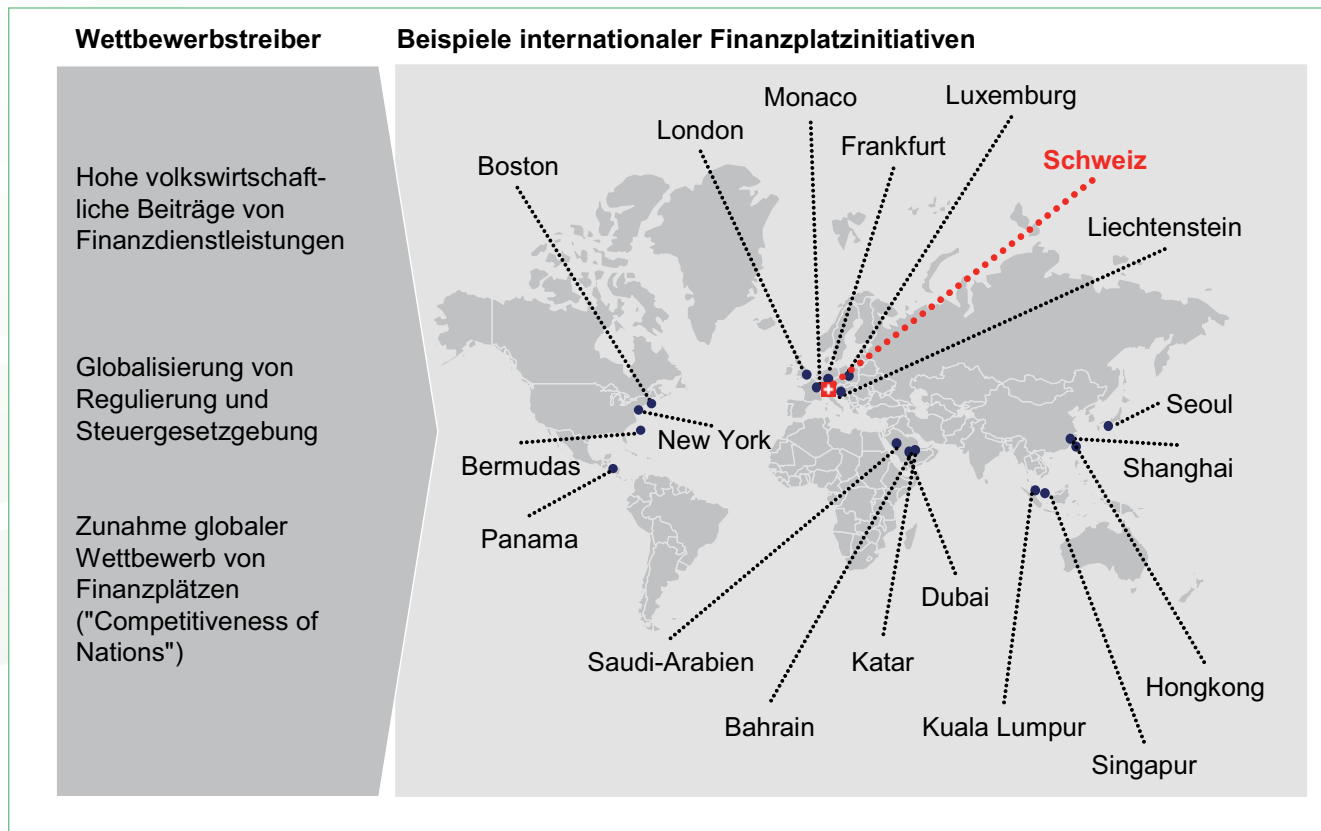 Wettbewerbstreiber
Beispiele internationaler Finanzplatzinitiativen
Hohe volkswirtschaft-
liche Beiträge von
Finanzdienstleistungen
Globalisierung von
Regulierung und
Steuergesetzgebung
Zunahme globaler
Wettbewerb von
Finanzplätzen
("Competitiveness of
Nations")
Monaco
Luxemburg
London
Frankfurt
Boston
Schweiz
Liechtenstein
Seoul
New York
Bermudas
Shanghai
Panama
Dubai
Saudi-Arabien
Katar
Hongkong
Bahrain
Kuala Lumpur
Singapur